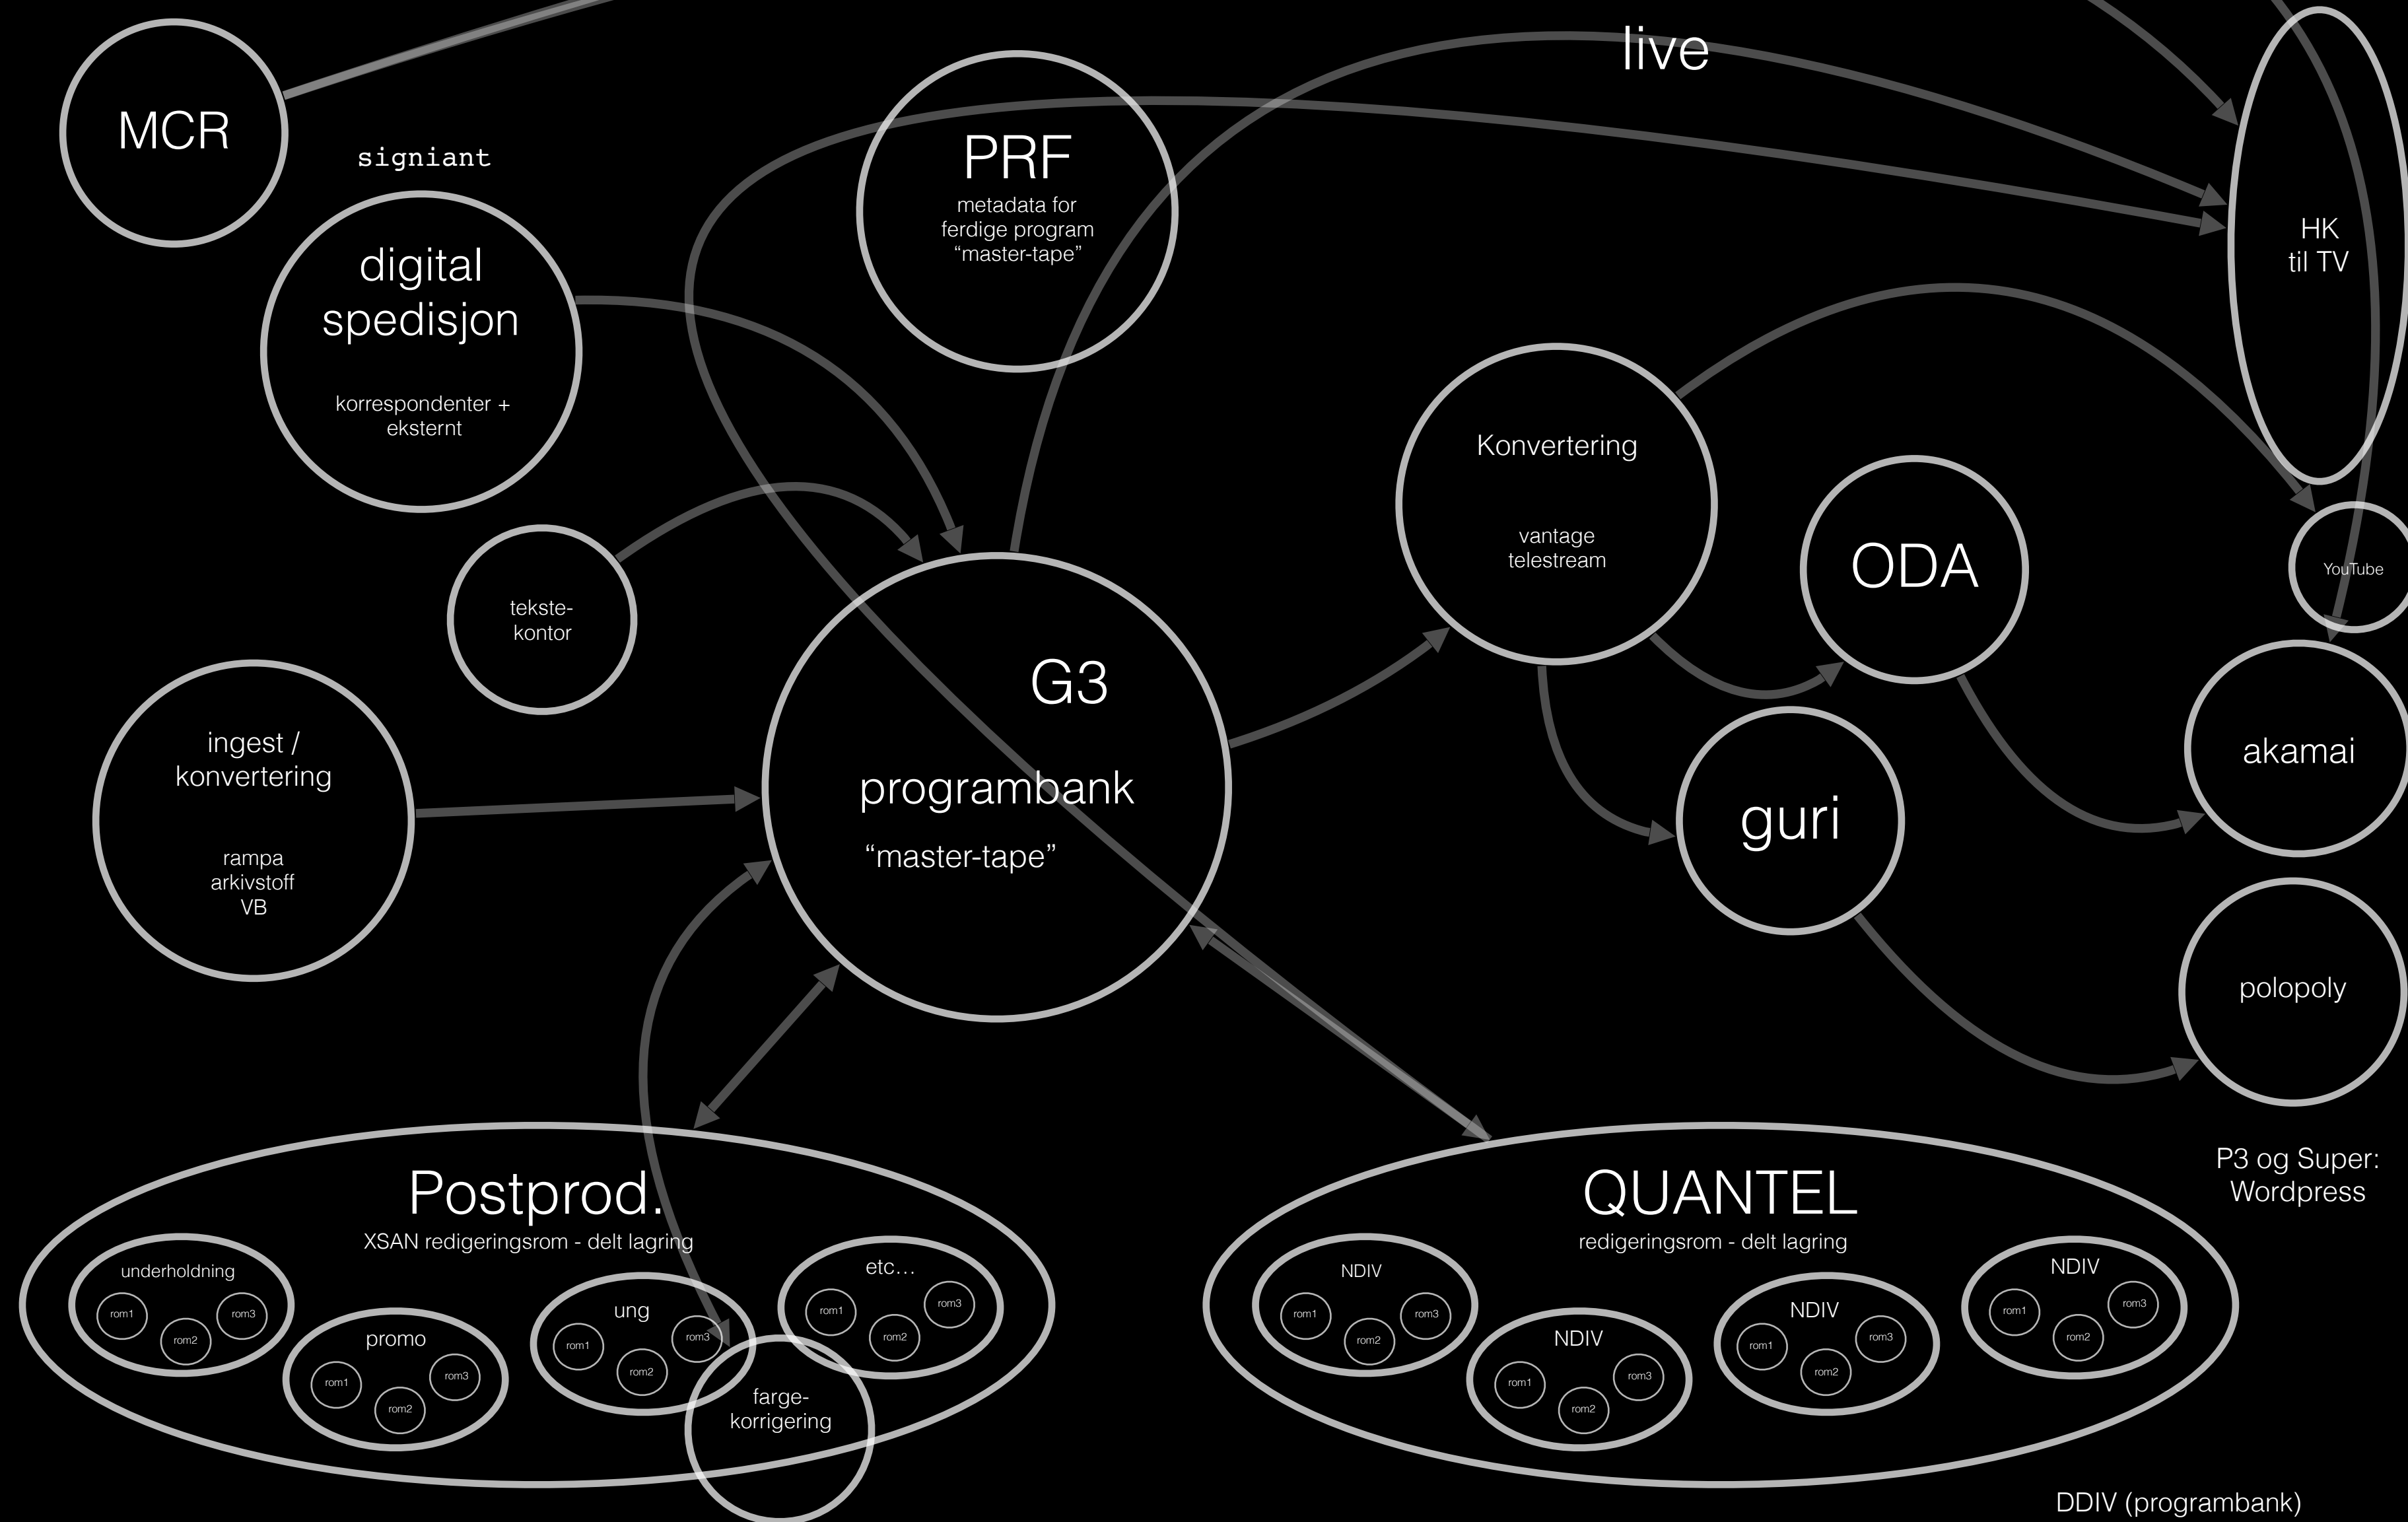 live
MCR
signiant
PRF
metadata for
ferdige program
“master-tape”
digital
spedisjon
korrespondenter +
eksternt
HK
til TV
Konvertering
vantage
telestream
ODA
YouTube
tekste-
kontor
G3
programbank
“master-tape”
ingest /
konvertering
rampa
arkivstoff
VB
guri
akamai
polopoly
P3 og Super:
Wordpress
Postprod.
XSAN redigeringsrom - delt lagring
underholdning
rom1
rom2
rom3
promo
rom1
rom2
rom3
ung
rom1
rom2
rom3
etc...
rom1
rom2
rom3
farge-
korrigering
QUANTEL
redigeringsrom - delt lagring
NDIV
rom1
rom2
rom3
NDIV
rom1
rom2
rom3
NDIV
rom1
rom2
rom3
NDIV
rom1
rom2
rom3
DDIV (programbank)